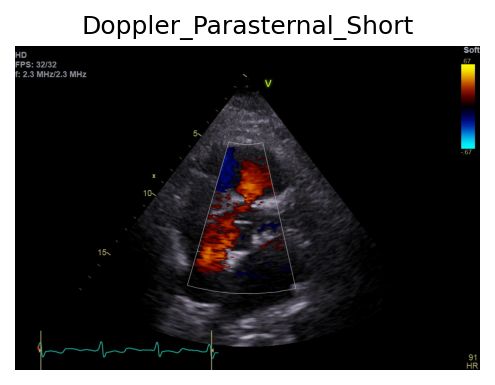 Doppler_Parasternal_Short
HD
FPS: 32/32
f: 2.3 MHz/2.3 MHz
Soft
67
V
5
10
15
-67
91
HR